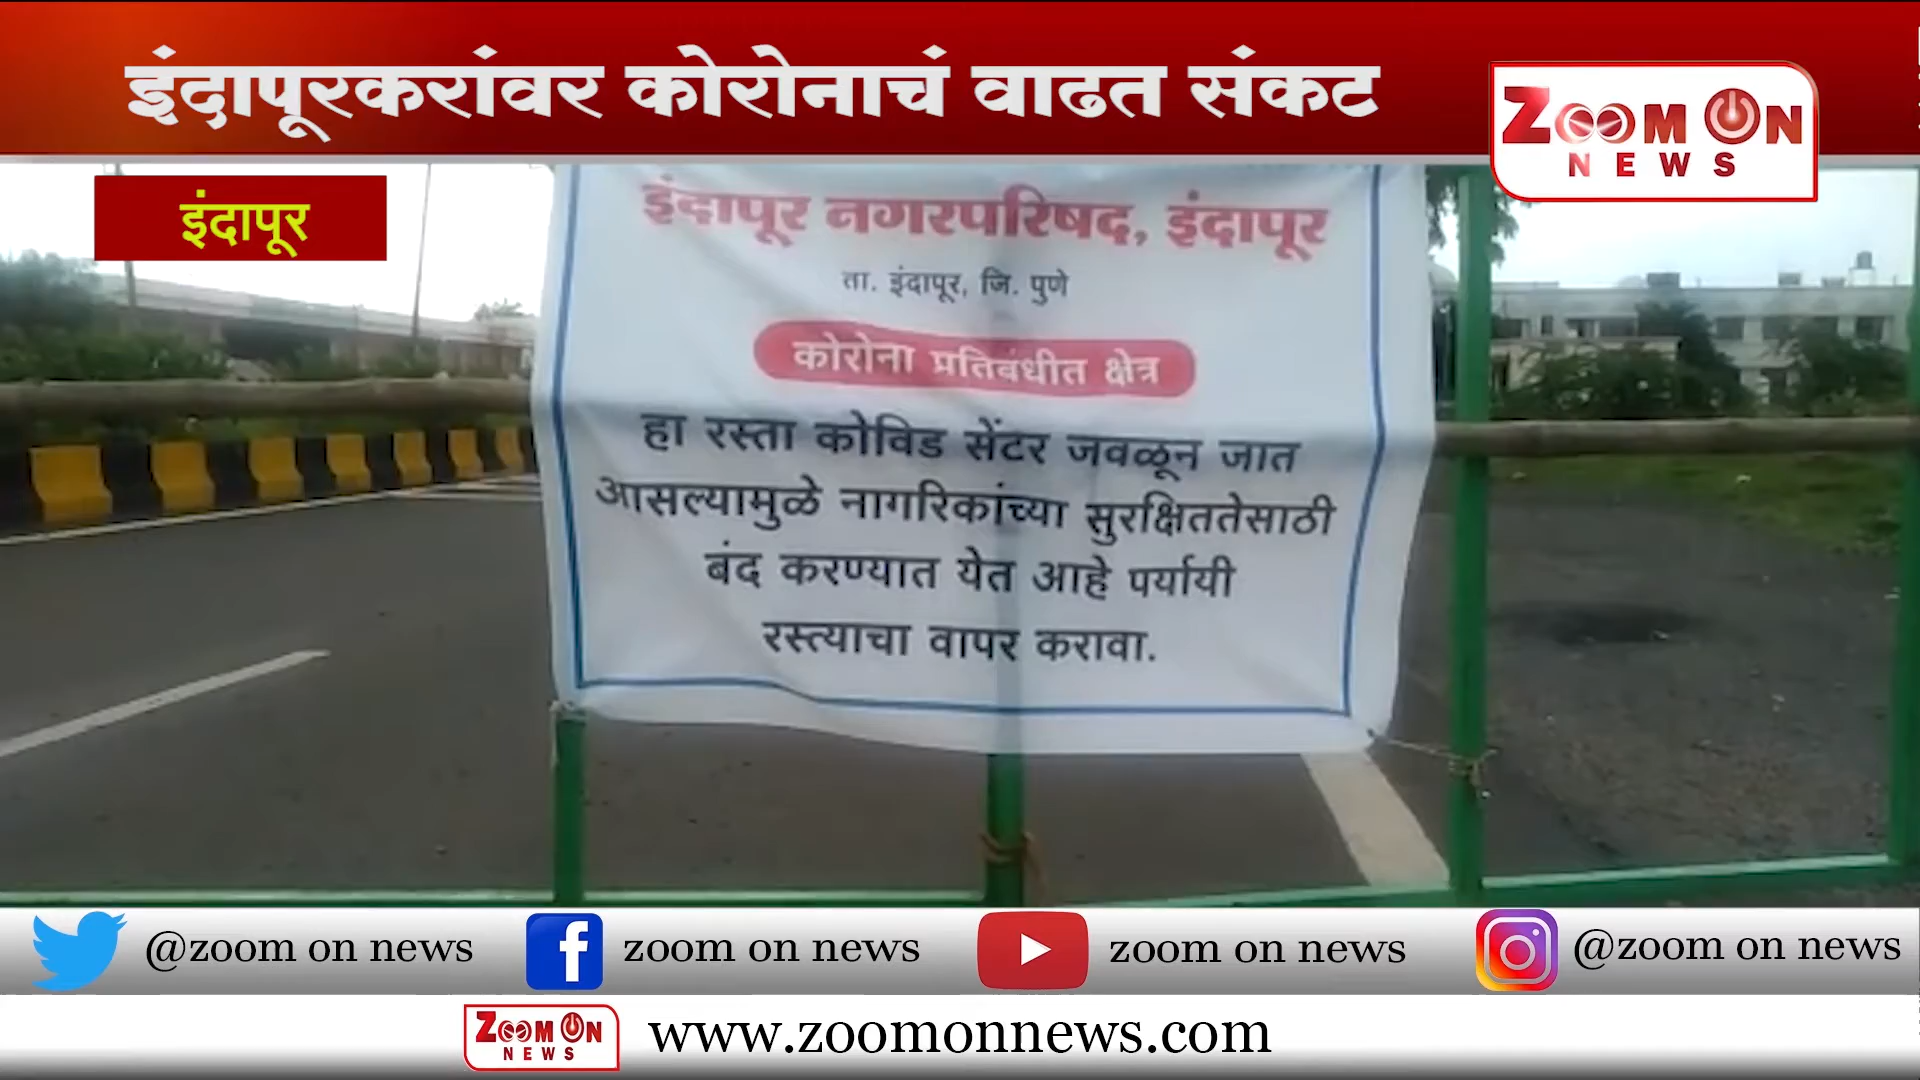 इंदापूरकरांवर कोरोनाचं वाढत संकट
ZOOM ON
NEWS
इंदापूर
इंदापूर नगरपरिषद, इंदापूर
ता. इंदापूर, जि. पुणे
कोरोना प्रतिबंधीत क्षेत्र
हा रस्ता कोविड सेंटर जवळून जात
आसल्यामुळे नागरिकांच्या सुरक्षिततेसाठी
बंद करण्यात येत आहे पर्यायी
रस्त्याचा वापर करावा.
@zoom on news
zoom on news
zoom on news
@zoom on news
ZOOM ON
NEWS
www.zoomonnews.com